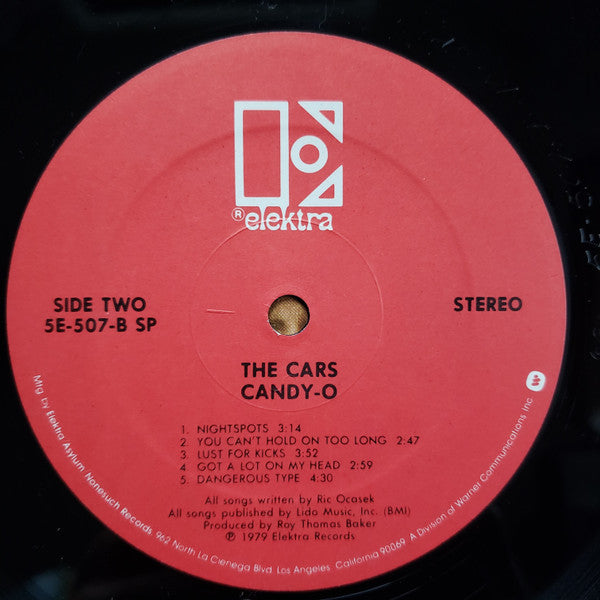 ® elektra
SIDE TWO
5E-507-B SP
STEREO
THE CARS
CANDY-O
1. NIGHTSPOTS 3:14
2. YOU CAN'T HOLD ON TOO LONG 2:47
3. LUST FOR KICKS 3:52
4. GOT A LOT ON MY HEAD 2:59
5. DANGEROUS TYPE 4:30
All songs written by Ric Ocasek
All songs published by Lido Music, Inc. (BMI)
Produced by Roy Thomas Baker
℗ 1979 Elektra Records
Mfg. by Elektra Asylum Nonesuch Records, 962 North La Cienega Blvd. Los Angeles, California 90069 A Division of Warner Communications Inc.